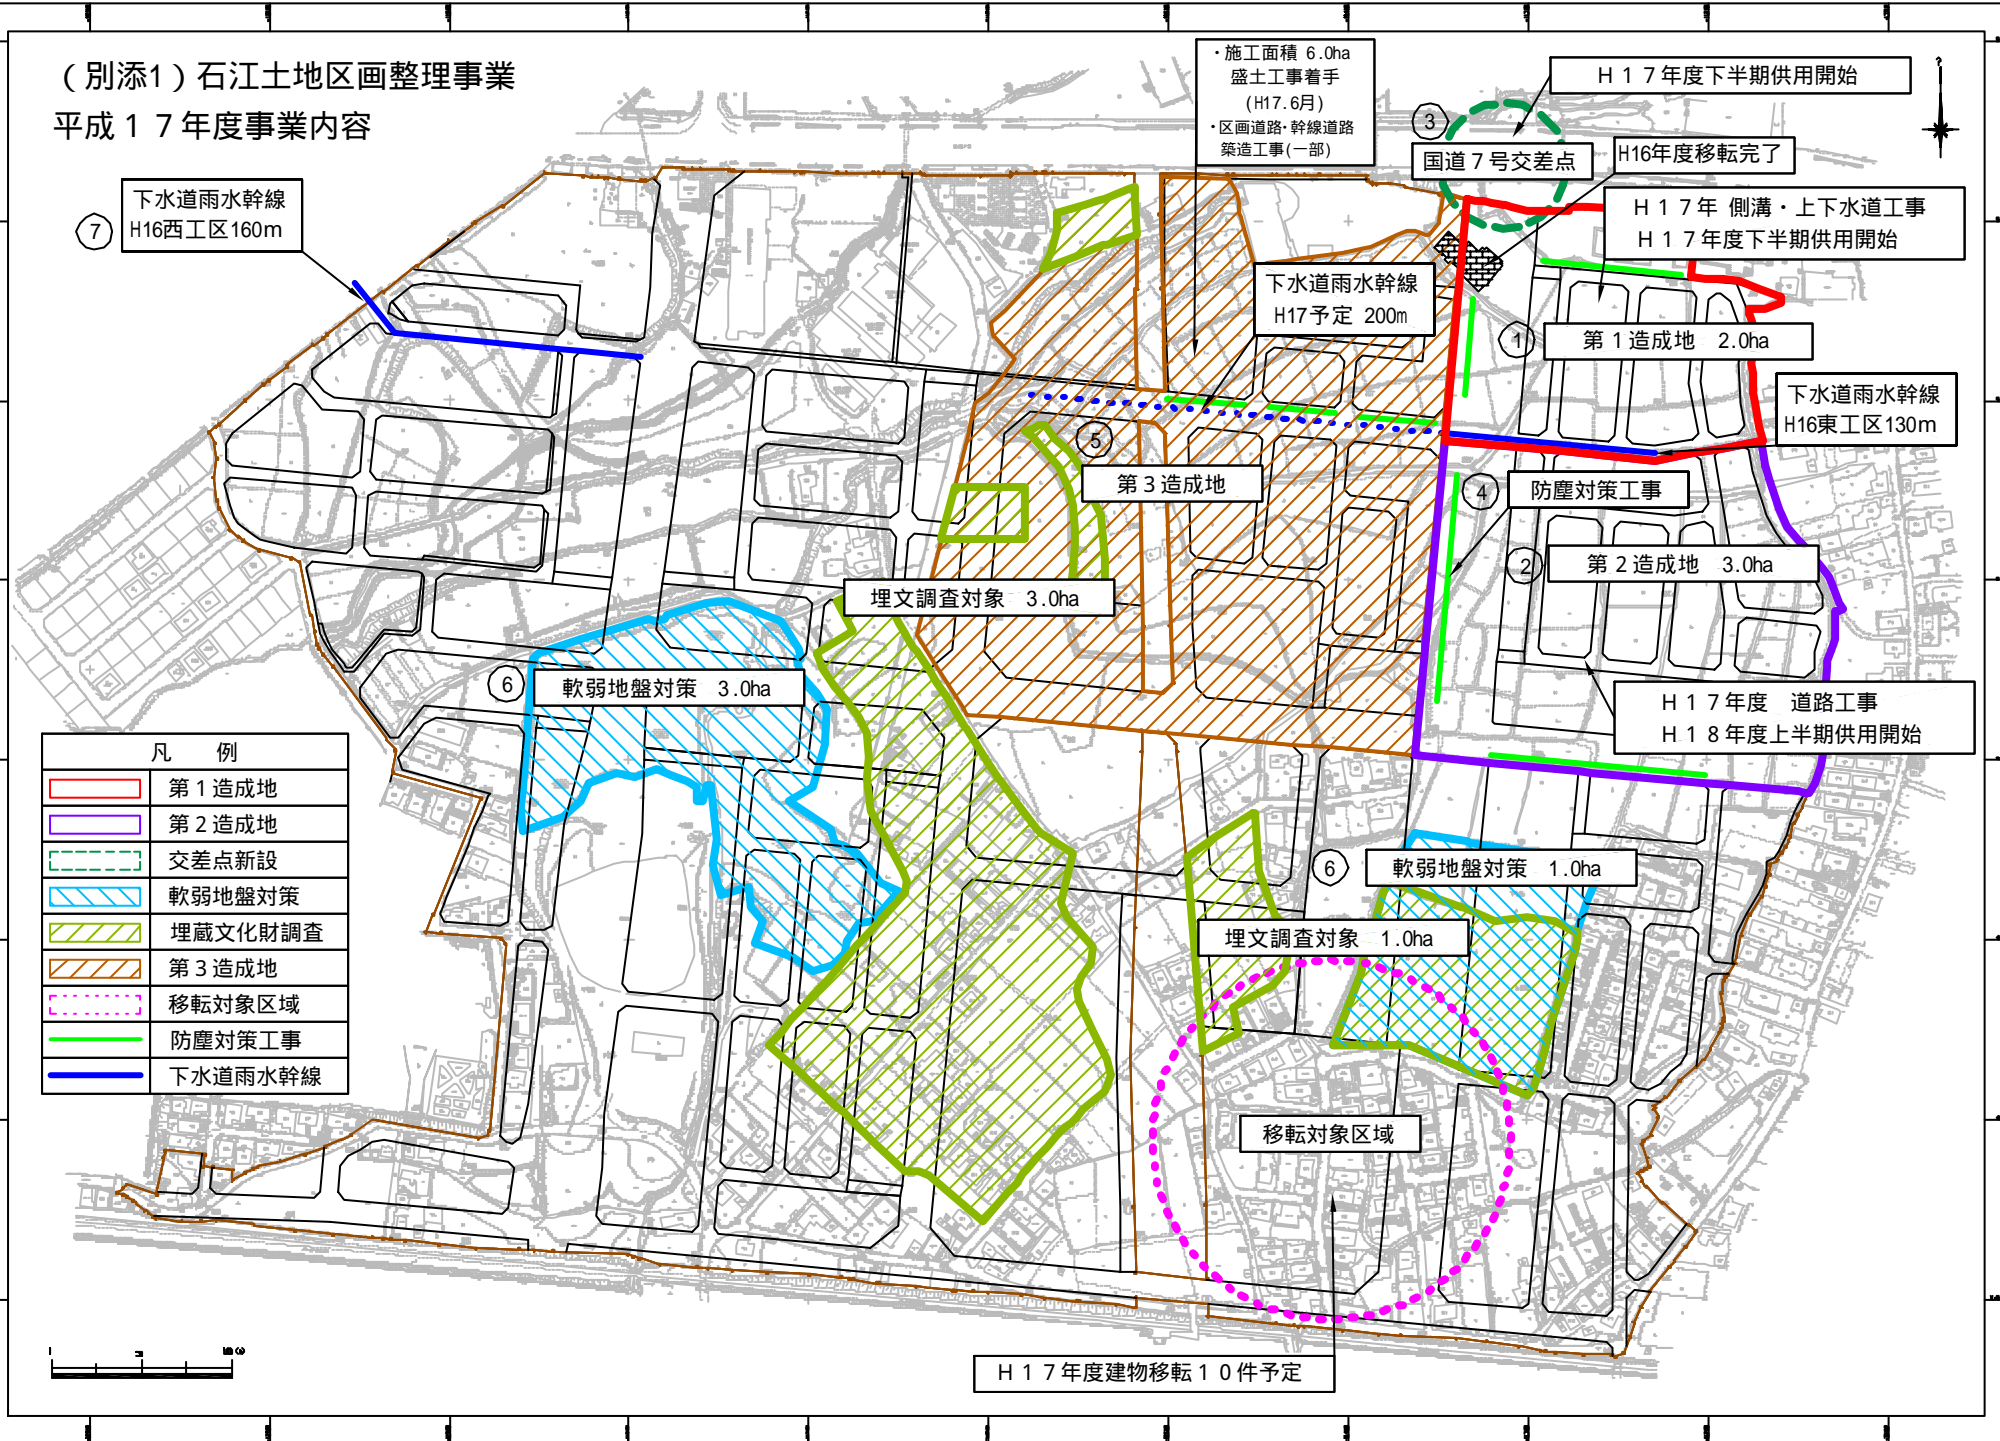 （別添1）石江土地区画整理事業
平成１７年度事業内容
・施工面積 6.0ha
盛土工事着手
(H17.6月)
・区画道路・幹線道路
築造工事(一部)
Ｈ１７年度下半期供用開始
③
国道７号交差点
H16年度移転完了
Ｈ１７年 側溝・上下水道工事
Ｈ１７年度下半期供用開始
⑦
下水道雨水幹線
H16西工区160m
下水道雨水幹線
H17予定 200m
①
第１造成地 2.0ha
下水道雨水幹線
H16東工区130m
⑤
第３造成地
④
防塵対策工事
②
第２造成地 3.0ha
埋文調査対象 3.0ha
⑥
軟弱地盤対策 3.0ha
Ｈ１７年度 道路工事
Ｈ１８年度上半期供用開始
凡 例
第１造成地
第２造成地
交差点新設
軟弱地盤対策
埋蔵文化財調査
第３造成地
移転対象区域
防塵対策工事
下水道雨水幹線
⑥
軟弱地盤対策 1.0ha
埋文調査対象 1.0ha
移転対象区域
Ｈ１７年度建物移転１０件予定